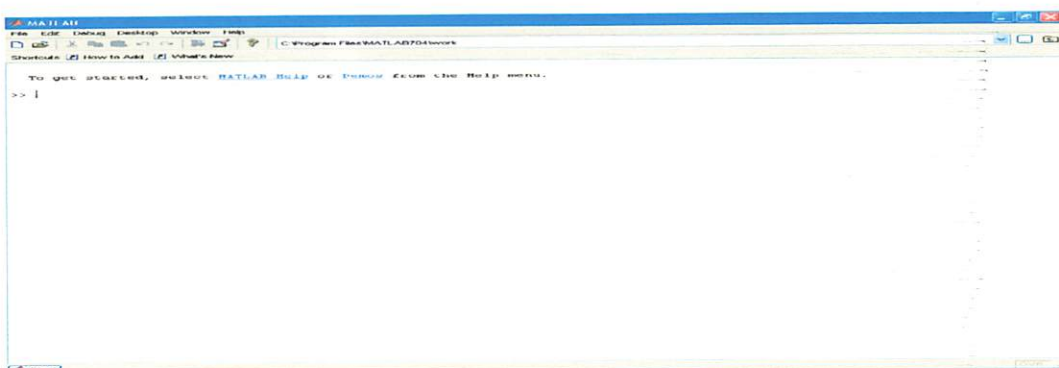 MATLAB
File Edit Debug Desktop Window Help
C:\Program Files\MATLAB704\work
Shortcuts How to Add What's New
To get started, select MATLAB Help or Demos from the Help menu.
>>